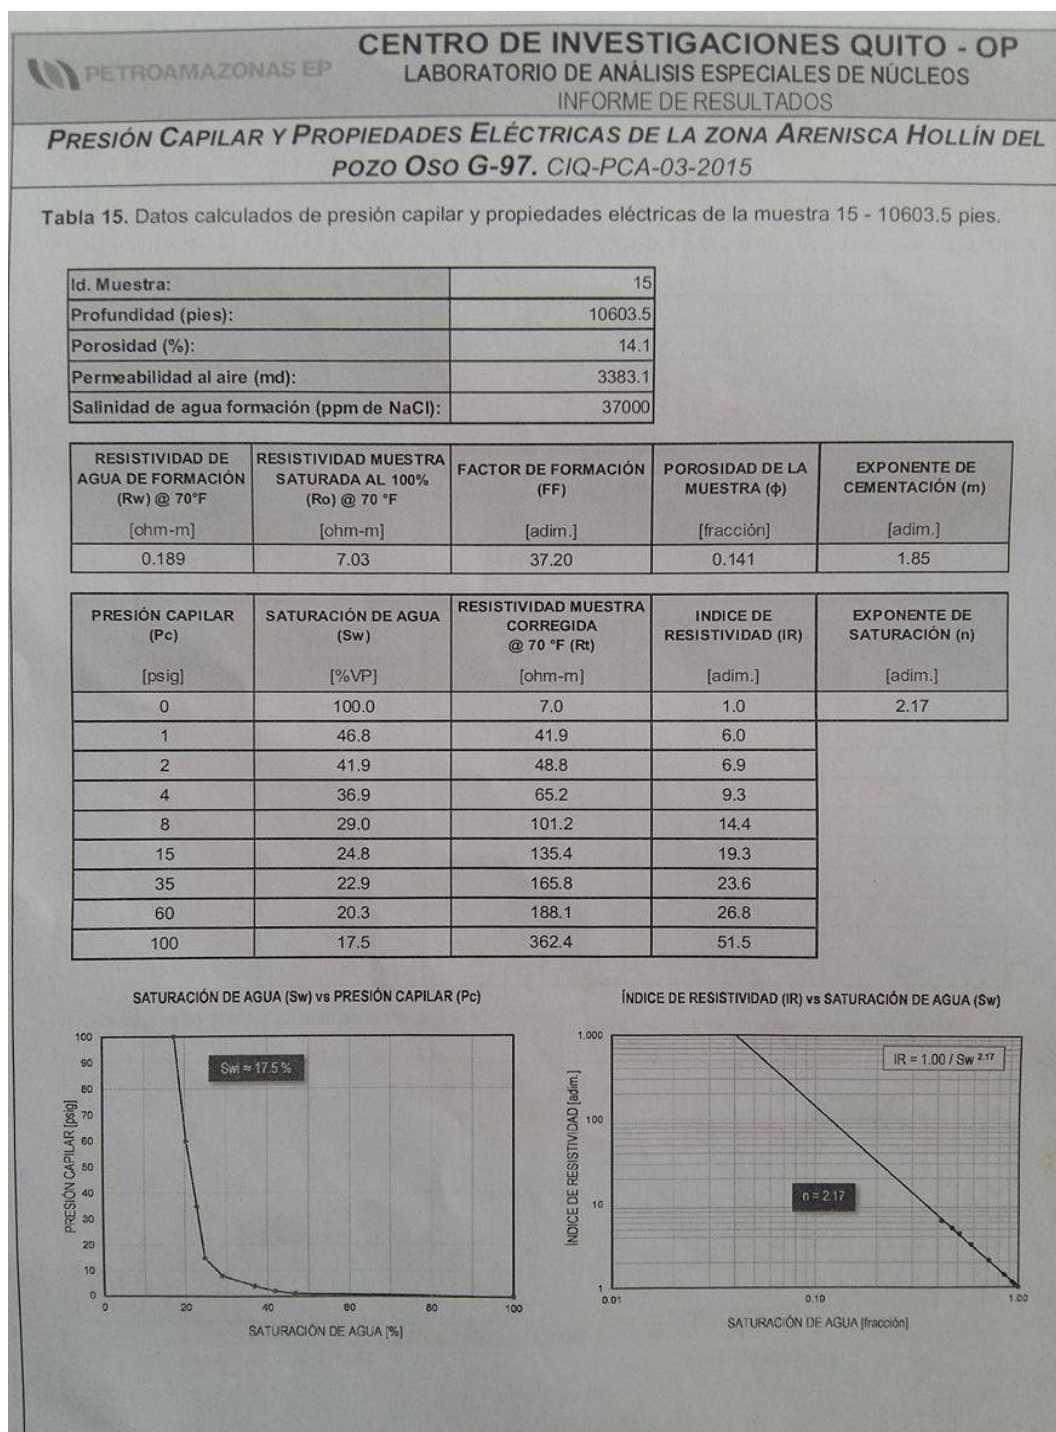 PETROAMAZONAS EP
CENTRO DE INVESTIGACIONES QUITO - OP
LABORATORIO DE ANÁLISIS ESPECIALES DE NÚCLEOS
INFORME DE RESULTADOS
PRESIÓN CAPILAR Y PROPIEDADES ELÉCTRICAS DE LA ZONA ARENISCA HOLLÍN DEL
POZO OSO G-97. CIQ-PCA-03-2015
Tabla 15. Datos calculados de presión capilar y propiedades eléctricas de la muestra 15 - 10603.5 pies.
Id. Muestra: 15
Profundidad (pies): 10603.5
Porosidad (%): 14.1
Permeabilidad al aire (md): 3383.1
Salinidad de agua formación (ppm de NaCl): 37000
RESISTIVIDAD DE AGUA DE FORMACIÓN (Rw) @ 70°F [ohm-m]
RESISTIVIDAD MUESTRA SATURADA AL 100% (Ro) @ 70 °F [ohm-m]
FACTOR DE FORMACIÓN (FF) [adim.]
POROSIDAD DE LA MUESTRA (ϕ) [fracción]
EXPONENTE DE CEMENTACIÓN (m) [adim.]
0.189 7.03 37.20 0.141 1.85
PRESIÓN CAPILAR (Pc) [psig]
SATURACIÓN DE AGUA (Sw) [%VP]
RESISTIVIDAD MUESTRA CORREGIDA @ 70 °F (Rt) [ohm-m]
INDICE DE RESISTIVIDAD (IR) [adim.]
EXPONENTE DE SATURACIÓN (n) [adim.]
0 100.0 7.0 1.0 2.17
1 46.8 41.9 6.0
2 41.9 48.8 6.9
4 36.9 65.2 9.3
8 29.0 101.2 14.4
15 24.8 135.4 19.3
35 22.9 165.8 23.6
60 20.3 188.1 26.8
100 17.5 362.4 51.5
SATURACIÓN DE AGUA (Sw) vs PRESIÓN CAPILAR (Pc)
PRESIÓN CAPILAR [psig]
100
90
80
70
60
50
40
30
20
10
0
Swi ≈ 17.5 %
0 20 40 60 80 100
SATURACIÓN DE AGUA [%]
ÍNDICE DE RESISTIVIDAD (IR) vs SATURACIÓN DE AGUA (Sw)
ÍNDICE DE RESISTIVIDAD [adim.]
1.000
100
10
1
IR = 1.00 / Sw 2.17
n = 2.17
0.01 0.10 1.00
SATURACIÓN DE AGUA [fracción]